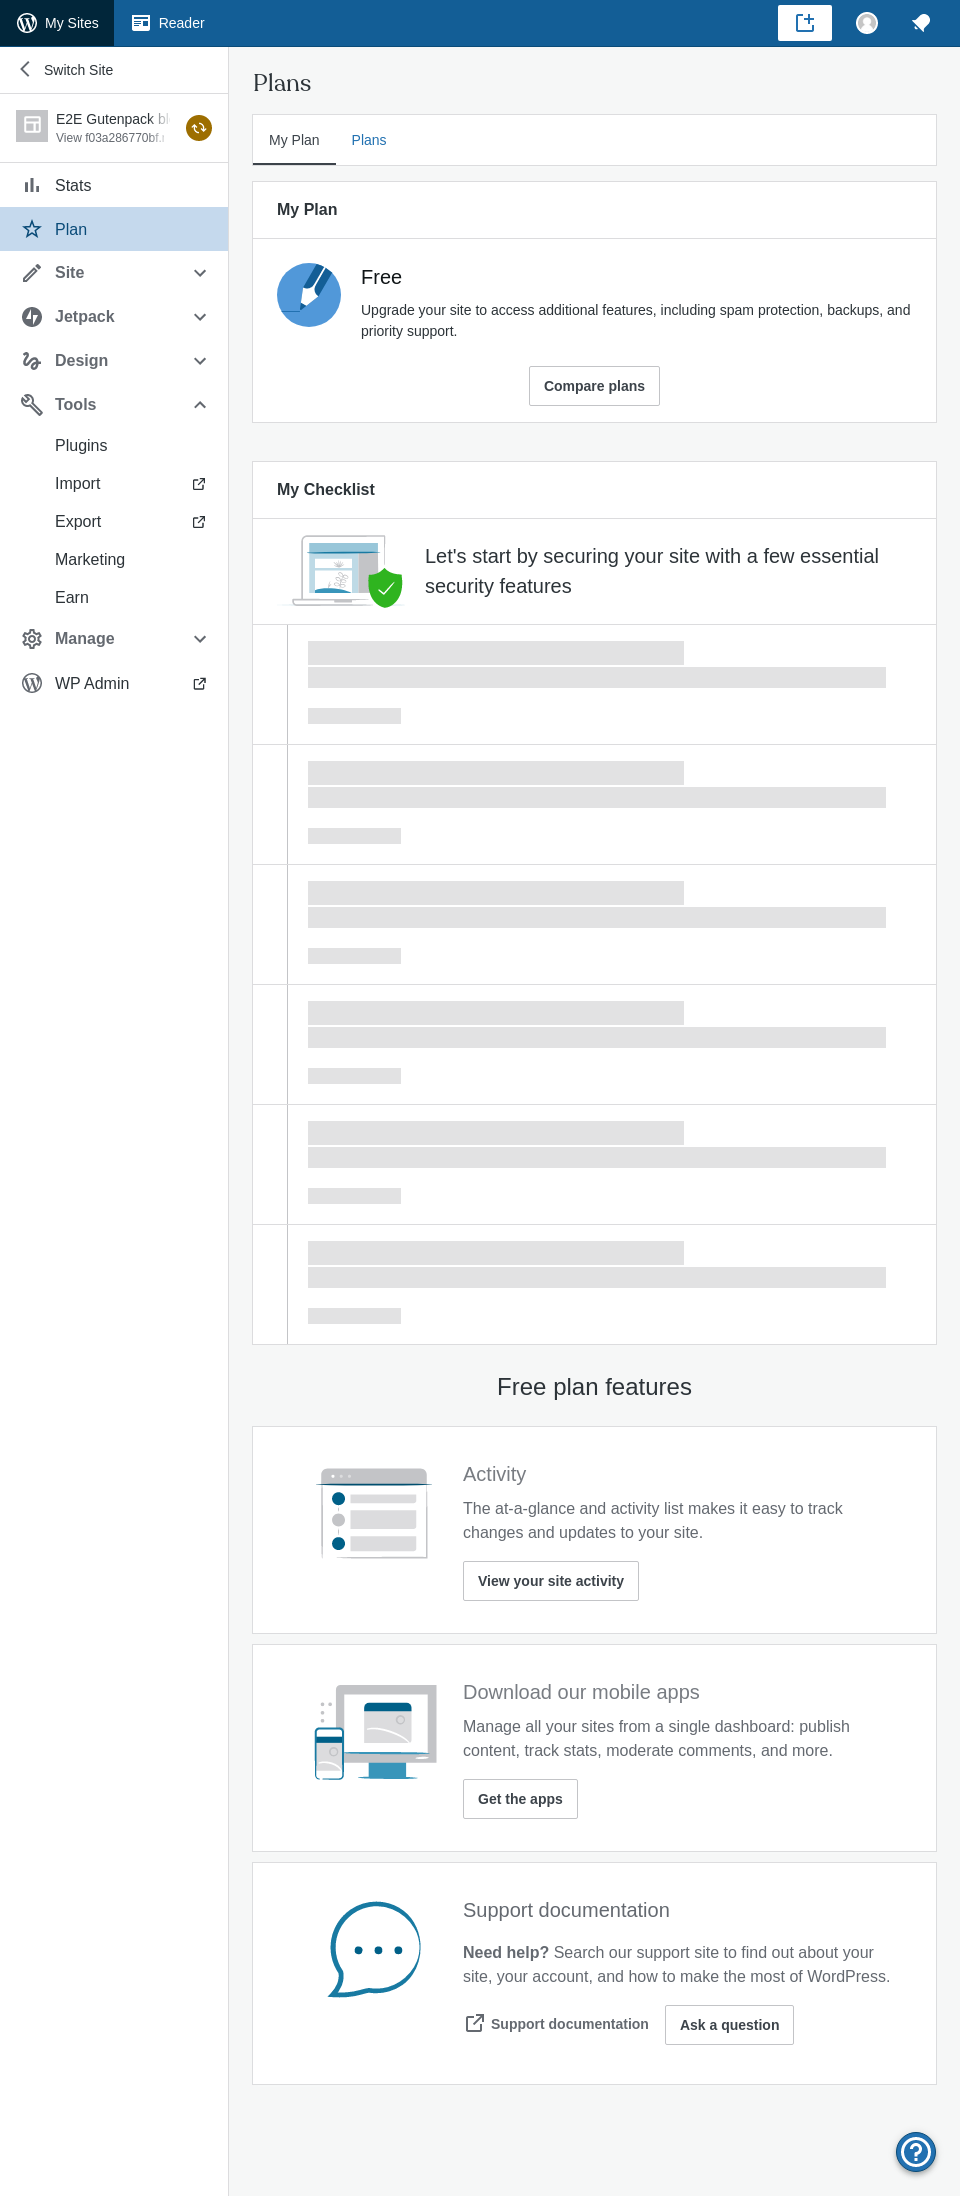 My Sites
Reader
Switch Site
E2E Gutenpack
View f03a286770bf.
Stats
Plan
Site
Jetpack
Design
Tools
Plugins
Import
Export
Marketing
Earn
Manage
WP Admin
Plans
My Plan
Plans
My Plan
Free
Upgrade your site to access additional features, including spam protection, backups, and
priority support.
Compare plans
My Checklist
Let's start by securing your site with a few essential
security features
Free plan features
Activity
The at-a-glance and activity list makes it easy to track
changes and updates to your site.
View your site activity
Download our mobile apps
Manage all your sites from a single dashboard: publish
content, track stats, moderate comments, and more.
Get the apps
Support documentation
Need help? Search our support site to find out about your
site, your account, and how to make the most of WordPress.
Support documentation
Ask a question